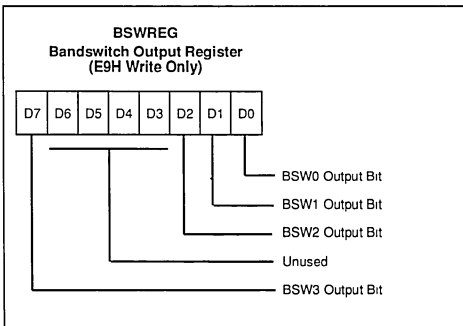 BSWREG
Bandswitch Output Register
(E9H Write Only)
D7 D6 D5 D4 D3 D2 D1 D0
BSW0 Output Bit
BSW1 Output Bit
BSW2 Output Bit
Unused
BSW3 Output Bit